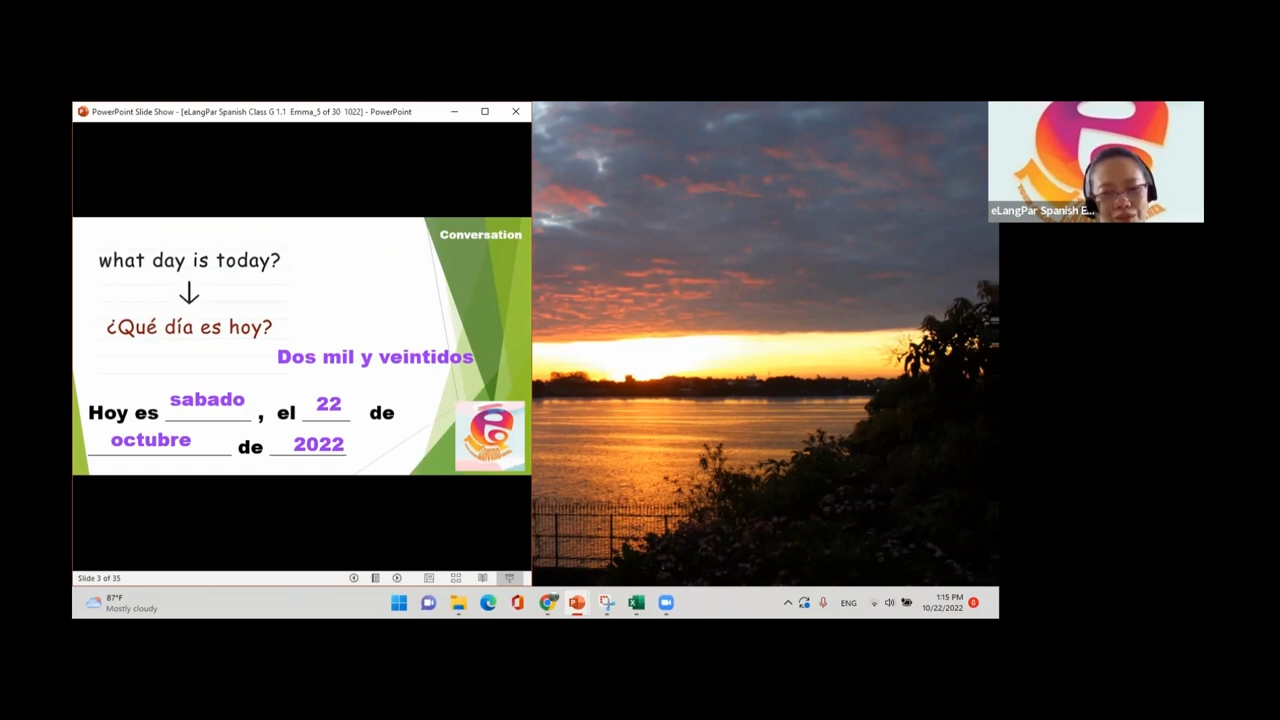 PowerPoint Slide Show - [eLangPar Spanish Class G 1.1 Emma_5 of 30 1022] - PowerPoint
Conversation
what day is today?
¿Qué día es hoy?
Dos mil y veintidos
Hoy es sabado , el 22 de
octubre de 2022
Slide 3 of 35
eLangPar Spanish E...
87°F
Mostly cloudy
ENG
1:15 PM
10/22/2022
6